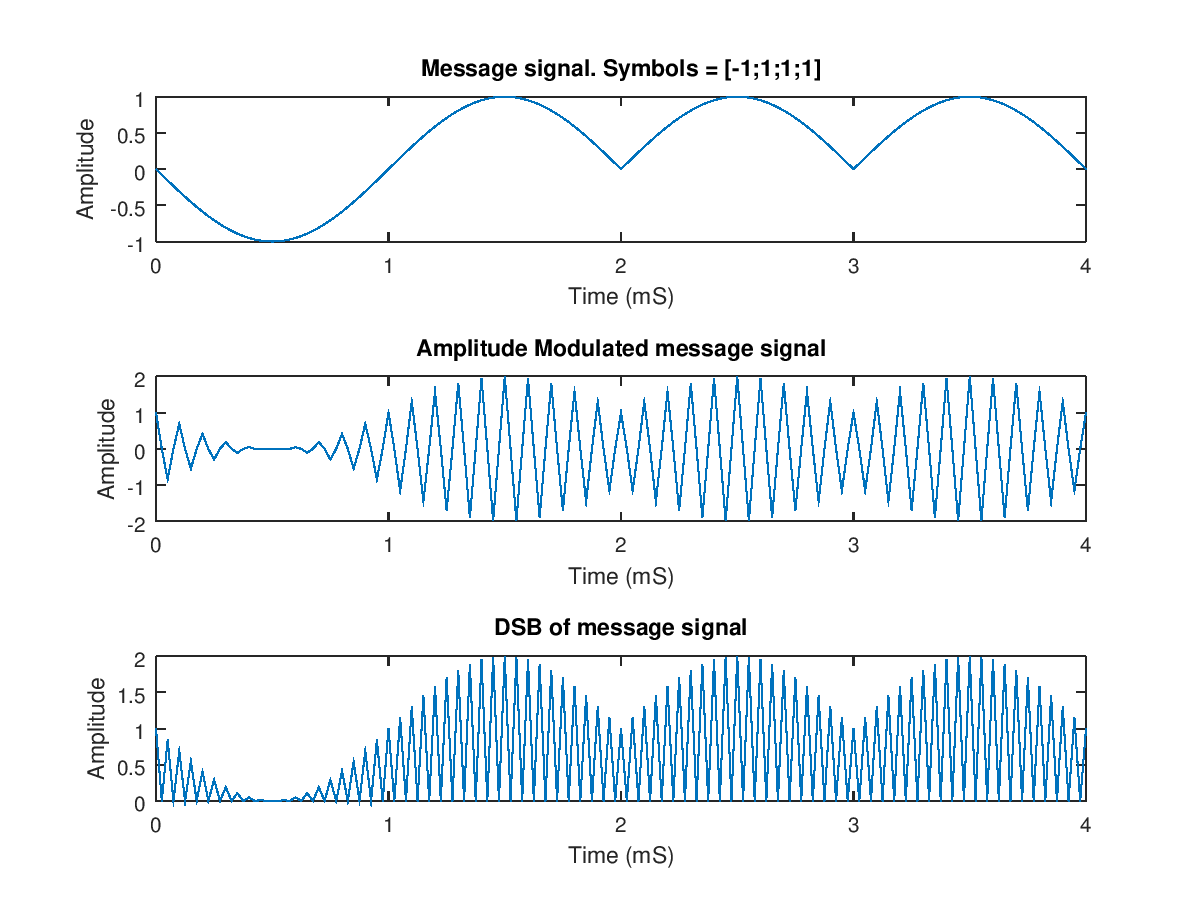 Message signal. Symbols = [-1;1;1;1]
1
0.5
0
-0.5
-1
Amplitude
0 1 2 3 4
Time (mS)
Amplitude Modulated message signal
2
1
0
-1
-2
Amplitude
0 1 2 3 4
Time (mS)
DSB of message signal
2
1.5
1
0.5
0
Amplitude
0 1 2 3 4
Time (mS)